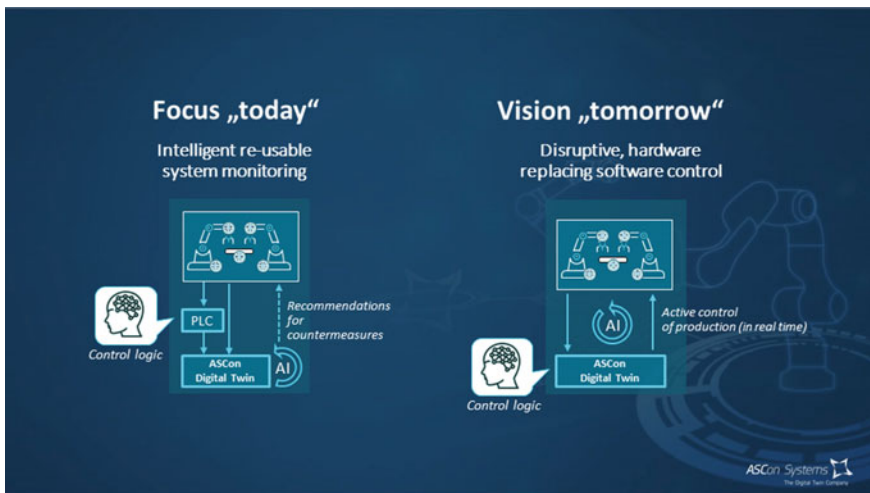 Focus „today“
Intelligent re-usable
system monitoring
PLC
Control logic
ASCon
Digital Twin
AI
Recommendations
for
countermeasures
Vision „tomorrow“
Disruptive, hardware
replacing software control
AI
Active control
of production (in real time)
ASCon
Digital Twin
Control logic
ASCon Systems
The Digital Twin Company